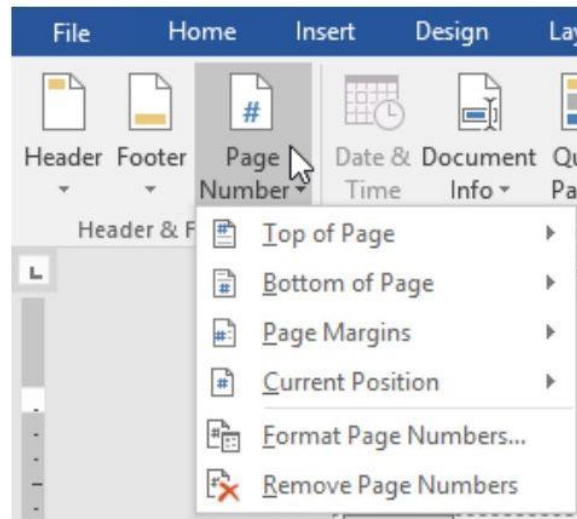 File Home Insert Design
Header Footer Page Date & Document
Number Time Info
Header & F
Top of Page
Bottom of Page
Page Margins
Current Position
Format Page Numbers...
Remove Page Numbers